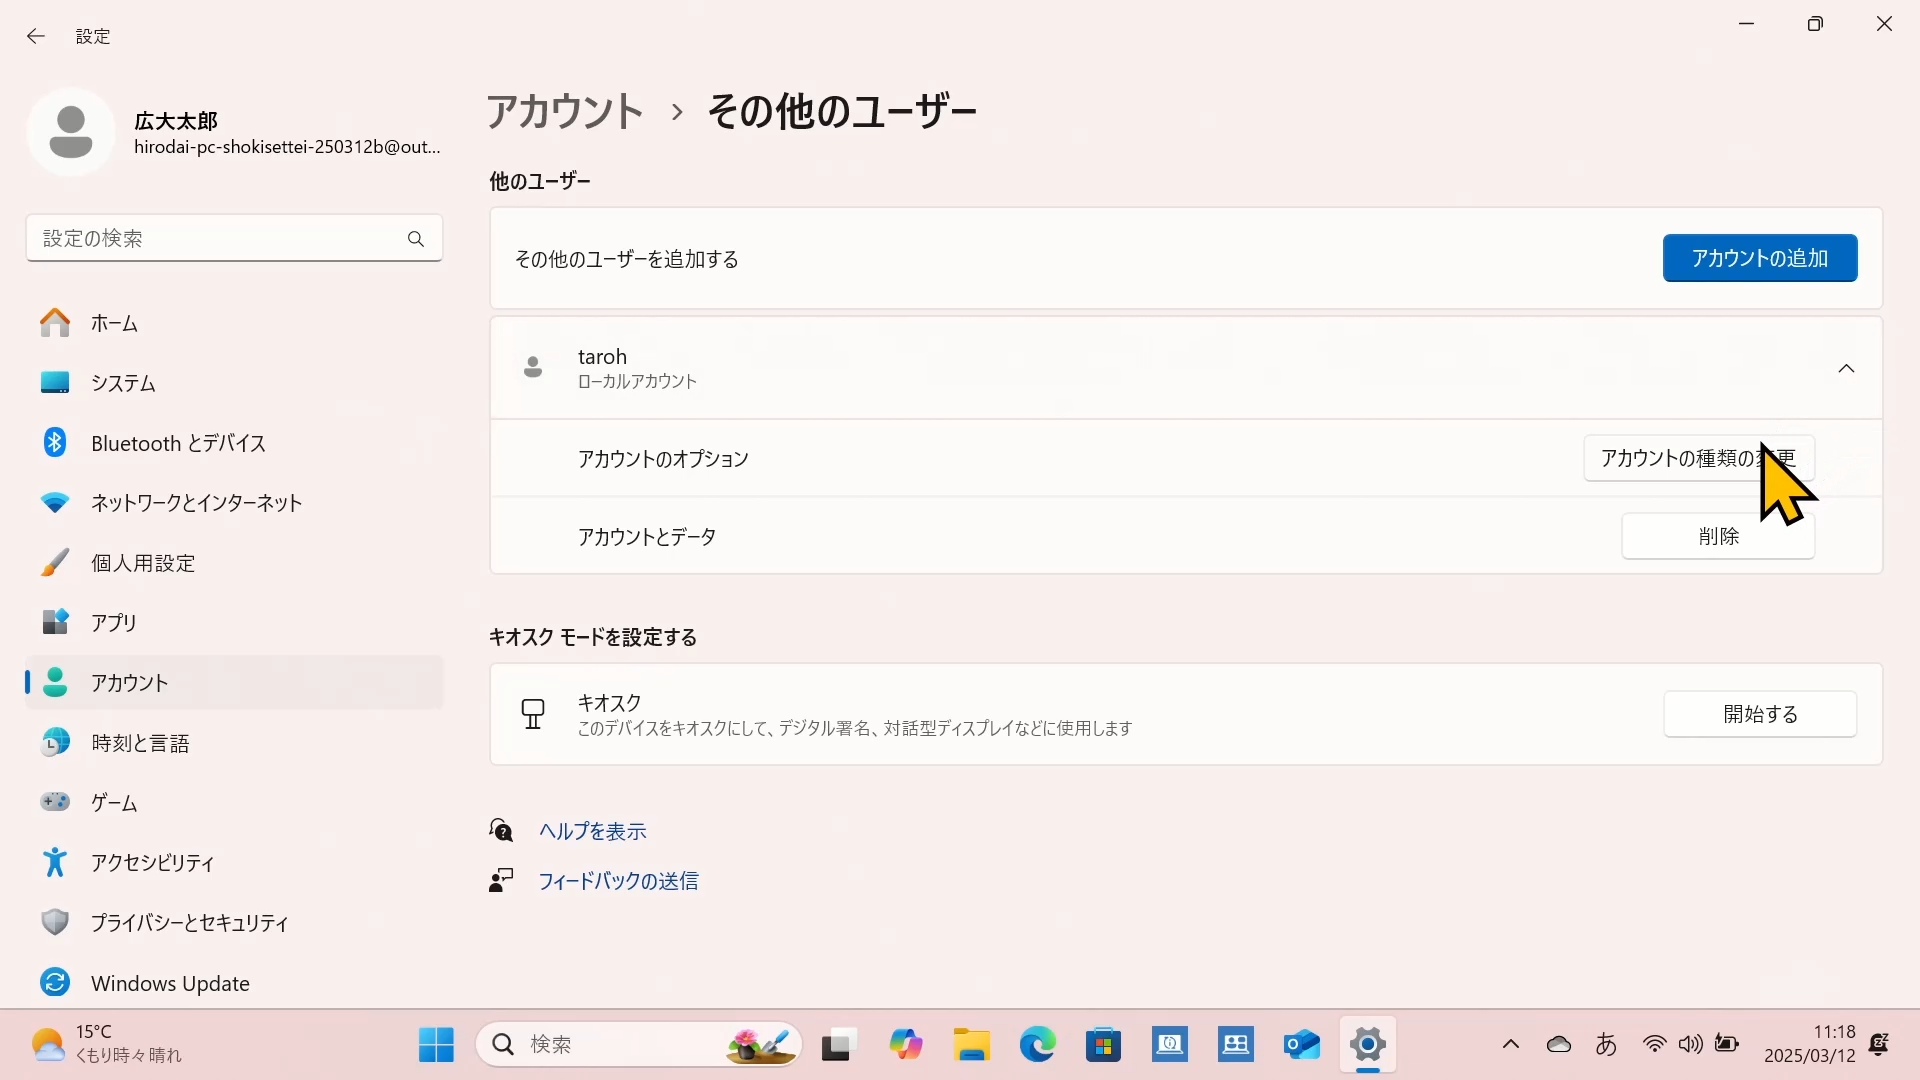 設定
広大太郎
hirodai-pc-shokisettei-250312b@out...
設定の検索
ホーム
システム
Bluetooth とデバイス
ネットワークとインターネット
個人用設定
アプリ
アカウント
時刻と言語
ゲーム
アクセシビリティ
プライバシーとセキュリティ
Windows Update
アカウント › その他のユーザー
他のユーザー
その他のユーザーを追加する
アカウントの追加
taroh
ローカルアカウント
アカウントのオプション
アカウントの種類の変更
アカウントとデータ
削除
キオスク モードを設定する
キオスク
このデバイスをキオスクにして、デジタル署名、対話型ディスプレイなどに使用します
開始する
ヘルプを表示
フィードバックの送信
15°C
くもり時々晴れ
検索
あ
11:18
2025/03/12